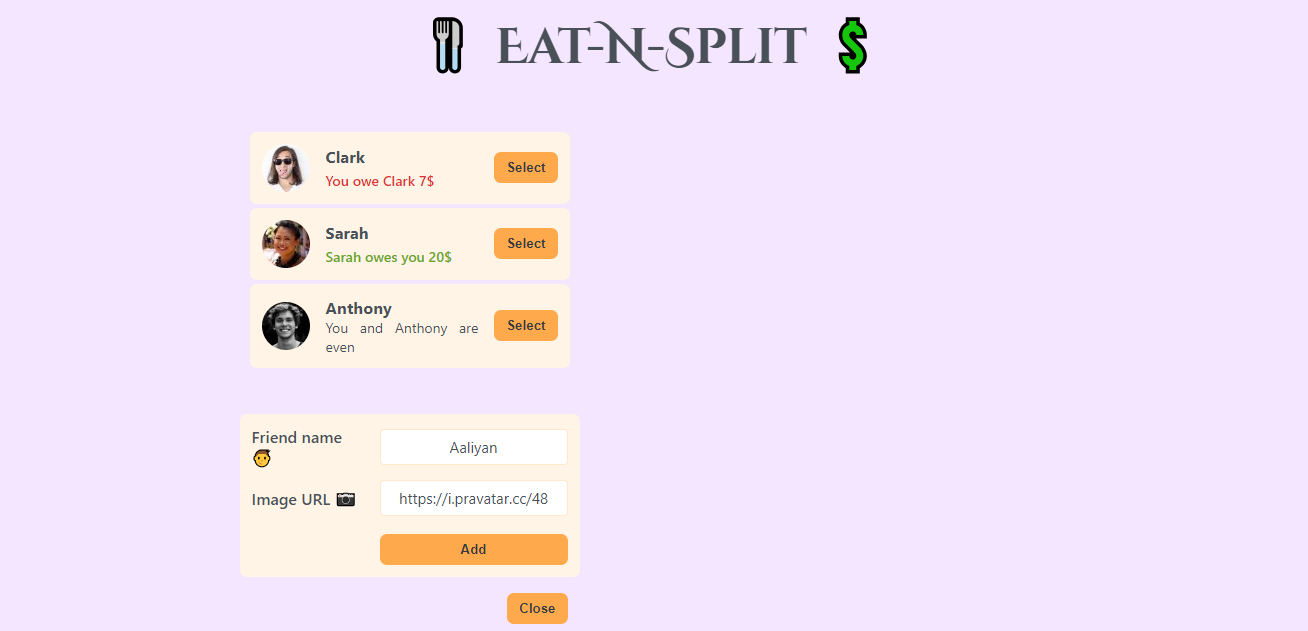 Eat-N-Split
Clark
You owe Clark 7$
Select
Sarah
Sarah owes you 20$
Select
Anthony
You and Anthony are
even
Select
Friend name
Aaliyan
Image URL
https://i.pravatar.cc/48
Add
Close